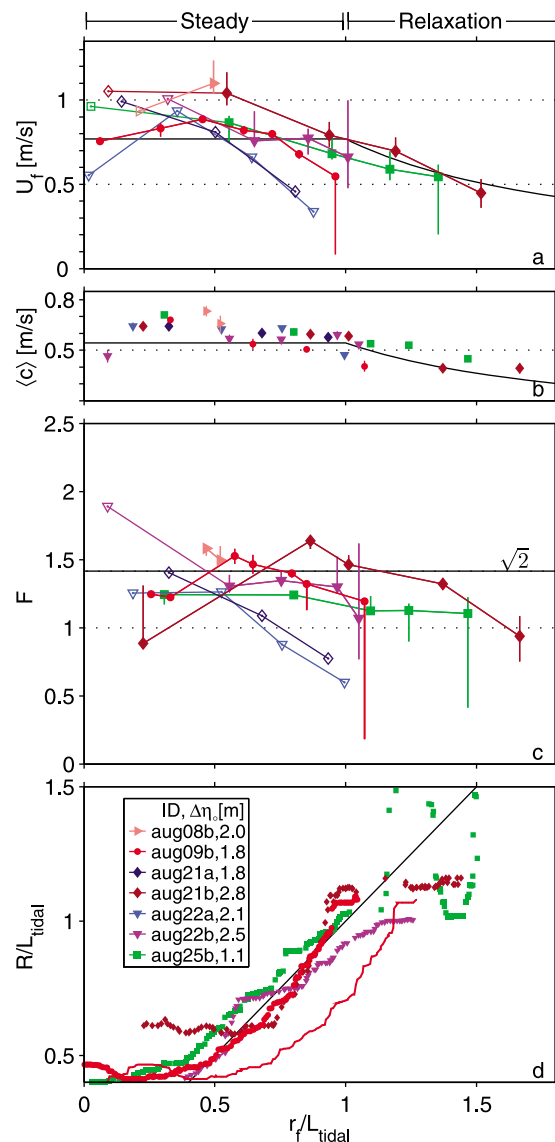 Steady Relaxation
U_f [m/s]
1
0.5
0
a
⟨c⟩ [m/s]
0.8
0.5
b
F
2.5
2
1.5
1
0.5
0
√2
c
R/L_tidal
1.5
1
0.5
ID, Δη_o[m]
aug08b,2.0
aug09b,1.8
aug21a,1.8
aug21b,2.8
aug22a,2.1
aug22b,2.5
aug25b,1.1
d
0 0.5 1 1.5
r_f/L_tidal